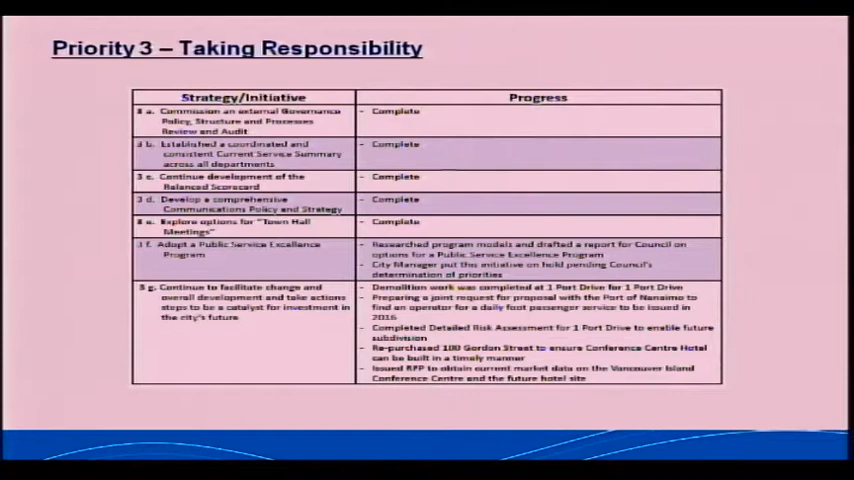 Priority 3 – Taking Responsibility
Strategy/Initiative
Progress
3 a. Commission an external Governance
Policy, Structure and Processes
Review and Audit
- Complete
3 b. Established a coordinated and
consistent Current Service Summary
across all departments
- Complete
3 c. Continue development of the
Balanced Scorecard
- Complete
3 d. Develop a comprehensive
Communications Policy and Strategy
- Complete
3 e. Explore options for "Town Hall
Meetings"
- Complete
3 f. Adopt a Public Service Excellence
Program
- Researched program models and drafted a report for Council on
options for a Public Service Excellence Program
- City Manager put this initiative on hold pending Council's
determination of priorities
3 g. Continue to facilitate change and
overall development and take actions
steps to be a catalyst for investment in
the city's future
- Demolition work was completed at 1 Port Drive for 1 Port Drive
- Preparing a joint request for proposal with the Port of Nanaimo to
find an operator for a daily foot passenger service to be issued in
2016
- Completed Detailed Risk Assessment for 1 Port Drive to enable future
subdivision
- Re-purchased 100 Gordon Street to ensure Conference Centre Hotel
can be built in a timely manner
- Issued RFP to obtain current market data on the Vancouver Island
Conference Centre and the future hotel site